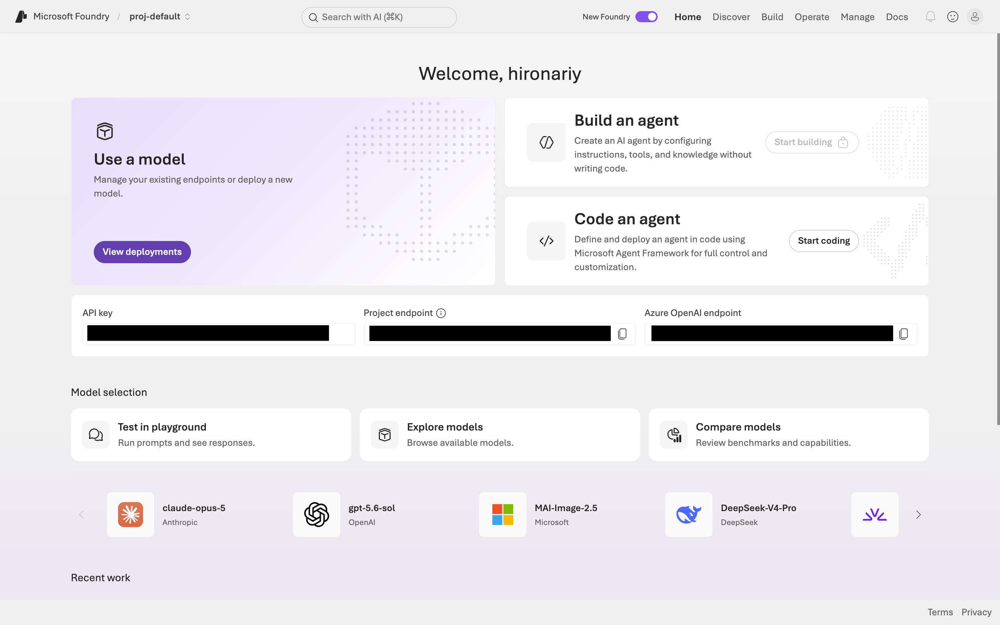 Microsoft Foundry / proj-default
Search with AI (⌘K)
New Foundry
Home
Discover
Build
Operate
Manage
Docs
Welcome, hironariy
Use a model
Manage your existing endpoints or deploy a new
model.
View deployments
Build an agent
Create an AI agent by configuring
instructions, tools, and knowledge without
writing code.
Start building
Code an agent
Define and deploy an agent in code using
Microsoft Agent Framework for full control and
customization.
Start coding
API key
Project endpoint
Azure OpenAI endpoint
Model selection
Test in playground
Run prompts and see responses.
Explore models
Browse available models.
Compare models
Review benchmarks and capabilities.
claude-opus-5
Anthropic
gpt-5.6-sol
OpenAI
MAI-Image-2.5
Microsoft
DeepSeek-V4-Pro
DeepSeek
Recent work
Terms
Privacy